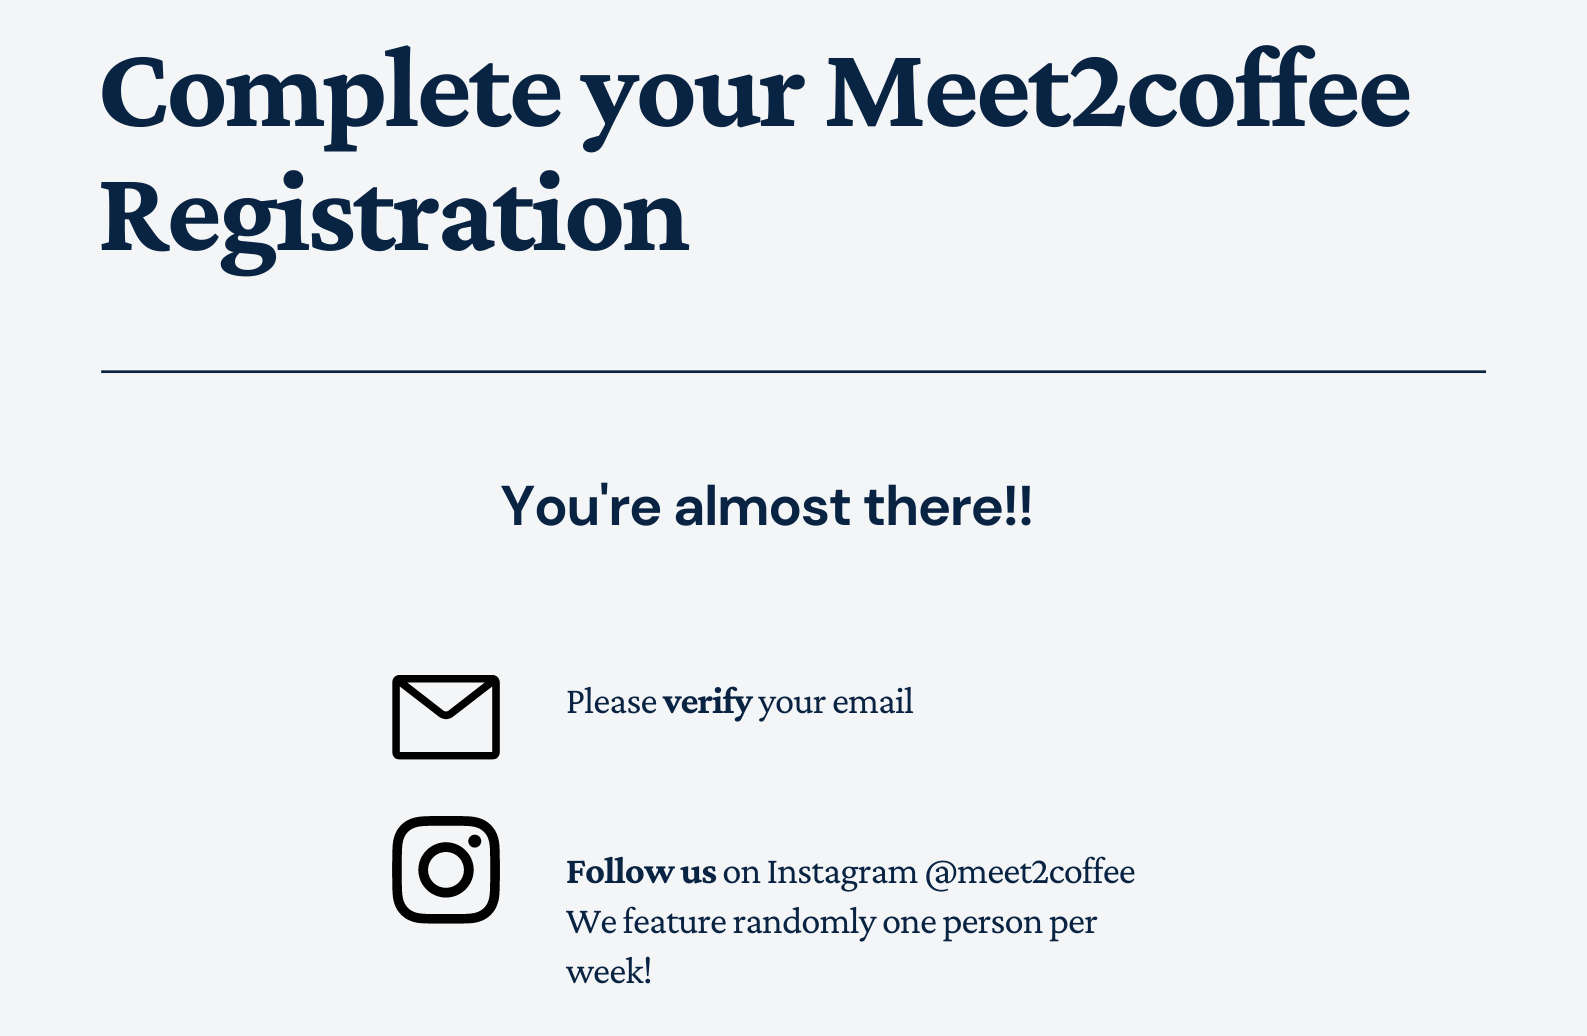 Complete your Meet2coffee
Registration
You're almost there!!
Please verify your email
Follow us on Instagram @meet2coffee
We feature randomly one person per
week!